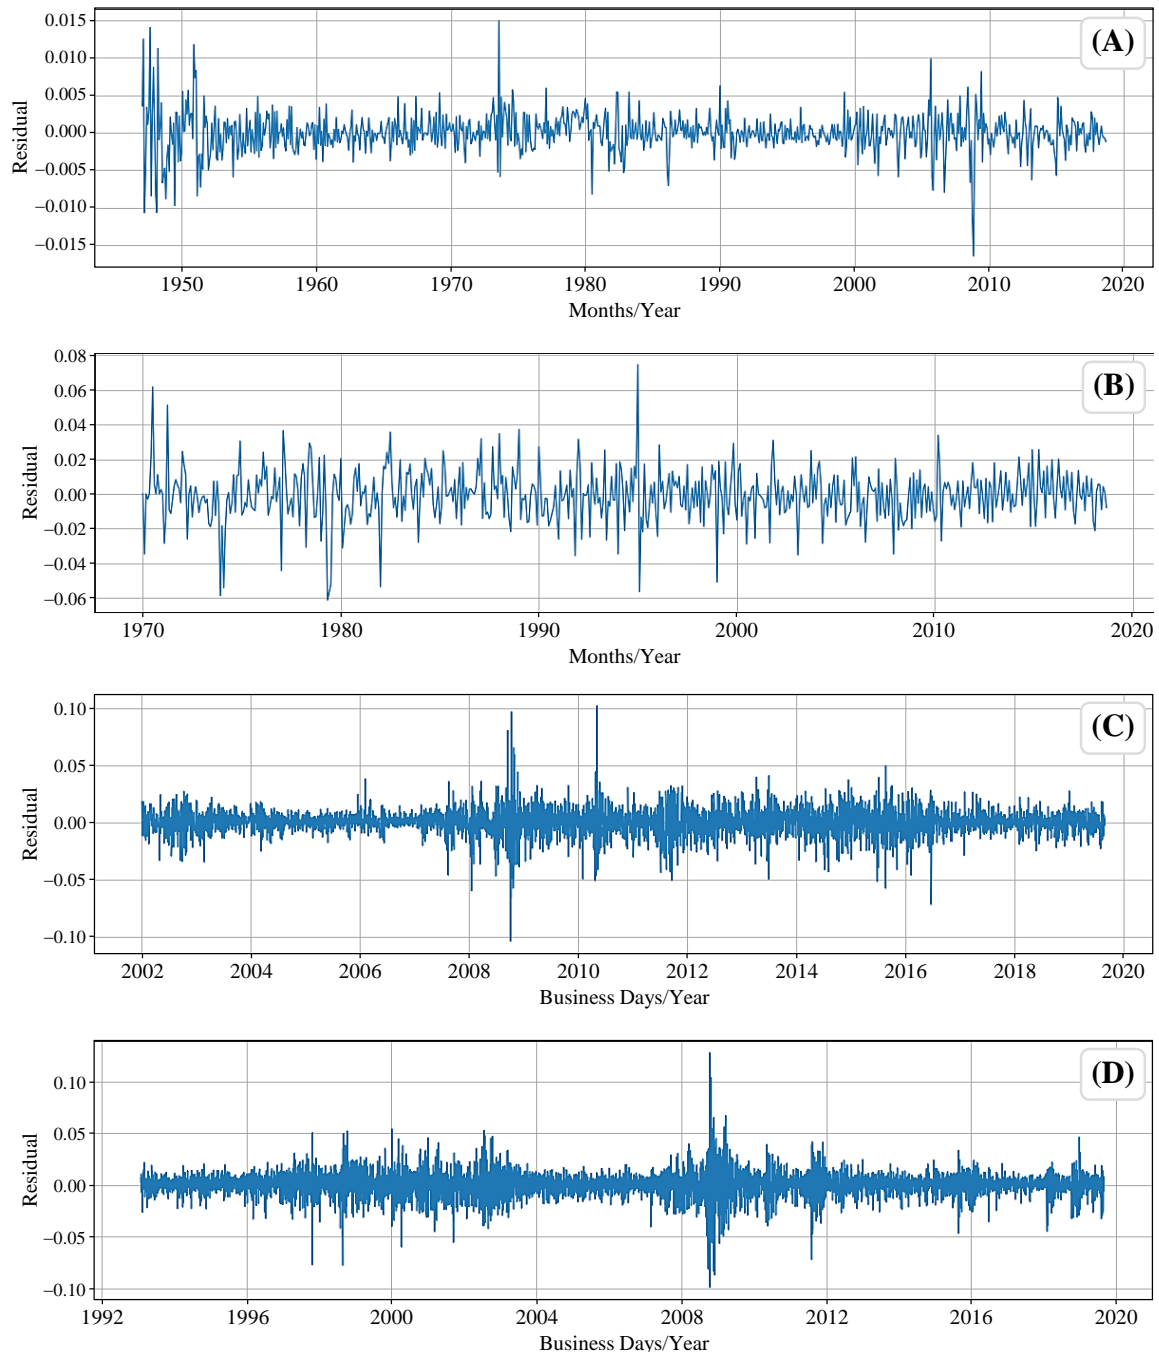 (A)
0.015
0.010
0.005
0.000
−0.005
−0.010
−0.015
Residual
1950 1960 1970 1980 1990 2000 2010 2020
Months/Year
(B)
0.08
0.06
0.04
0.02
0.00
−0.02
−0.04
−0.06
Residual
1970 1980 1990 2000 2010 2020
Months/Year
(C)
0.10
0.05
0.00
−0.05
−0.10
Residual
2002 2004 2006 2008 2010 2012 2014 2016 2018 2020
Business Days/Year
(D)
0.10
0.05
0.00
−0.05
−0.10
Residual
1992 1996 2000 2004 2008 2012 2016 2020
Business Days/Year